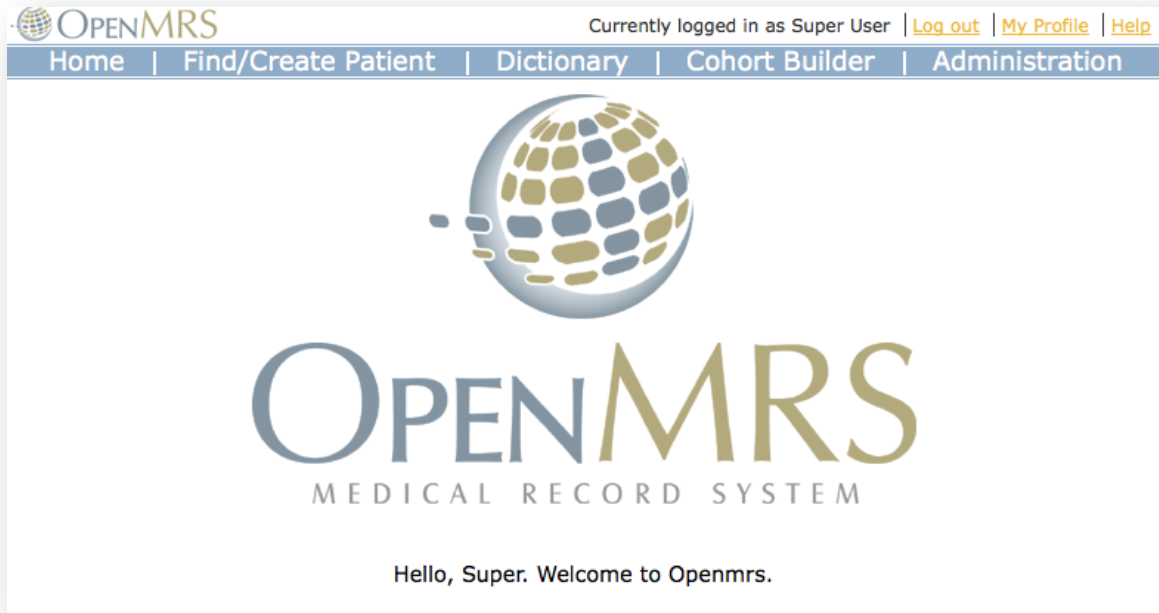 OPENMRS Currently logged in as Super User | Log out | My Profile | Help
Home | Find/Create Patient | Dictionary | Cohort Builder | Administration
OPENMRS
MEDICAL RECORD SYSTEM
Hello, Super. Welcome to Openmrs.